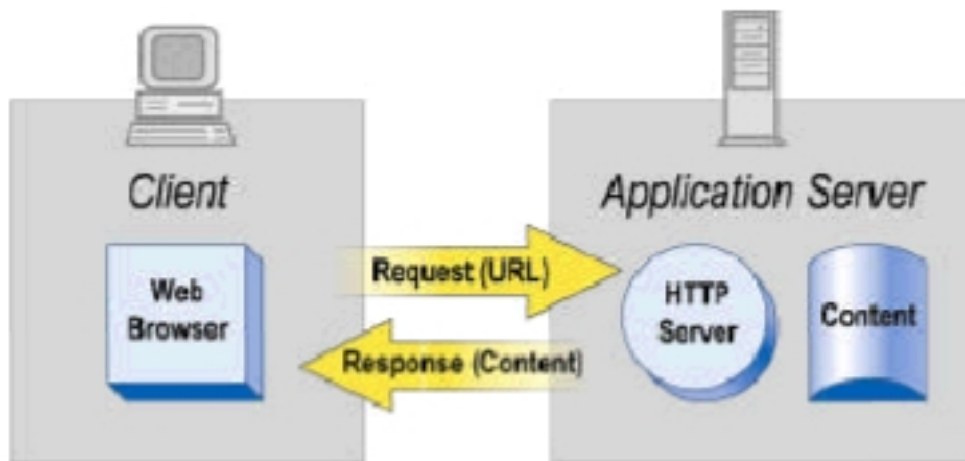 Client
Application Server
Web
Browser
Request (URL)
Response (Content)
HTTP
Server
Content